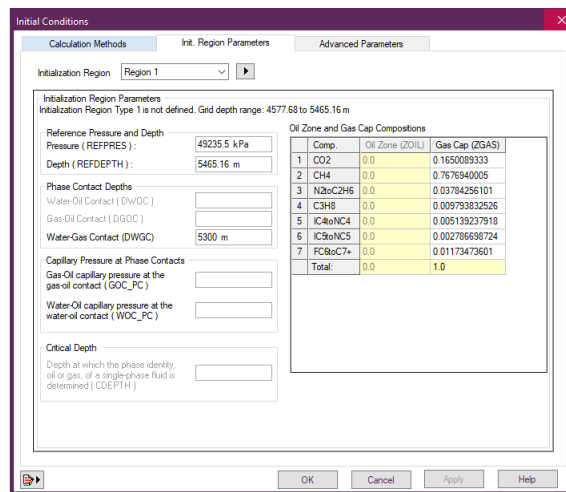 Initial Conditions
Calculation Methods
Init. Region Parameters
Advanced Parameters
Initialization Region
Region 1
Initialization Region Parameters
Initialization Region Type 1 is not defined. Grid depth range: 4577.68 to 5465.16 m
Reference Pressure and Depth
Pressure ( REFPRES ) :
49235.5 kPa
Depth ( REFDEPTH ) :
5465.16 m
Phase Contact Depths
Water-Oil Contact ( DWOC )
Gas-Oil Contact ( DGOC )
Water-Gas Contact (DWGC)
5300 m
Capillary Pressure at Phase Contacts
Gas-Oil capillary pressure at the
gas-oil contact ( GOC_PC )
Water-Oil capillary pressure at the
water-oil contact ( WOC_PC )
Critical Depth
Depth at which the phase identity,
oil or gas, of a single-phase fluid is
determined ( CDEPTH )
Oil Zone and Gas Cap Compositions
Comp. Oil Zone (ZOIL) Gas Cap (ZGAS)
1 CO2 0.0 0.1650089333
2 CH4 0.0 0.7676940005
3 N2toC2H6 0.0 0.03784256101
4 C3H8 0.0 0.009793832526
5 IC4toNC4 0.0 0.005139237918
6 IC5toNC5 0.0 0.002786698724
7 FC6toC7+ 0.0 0.01173473601
Total: 0.0 1.0
OK
Cancel
Apply
Help